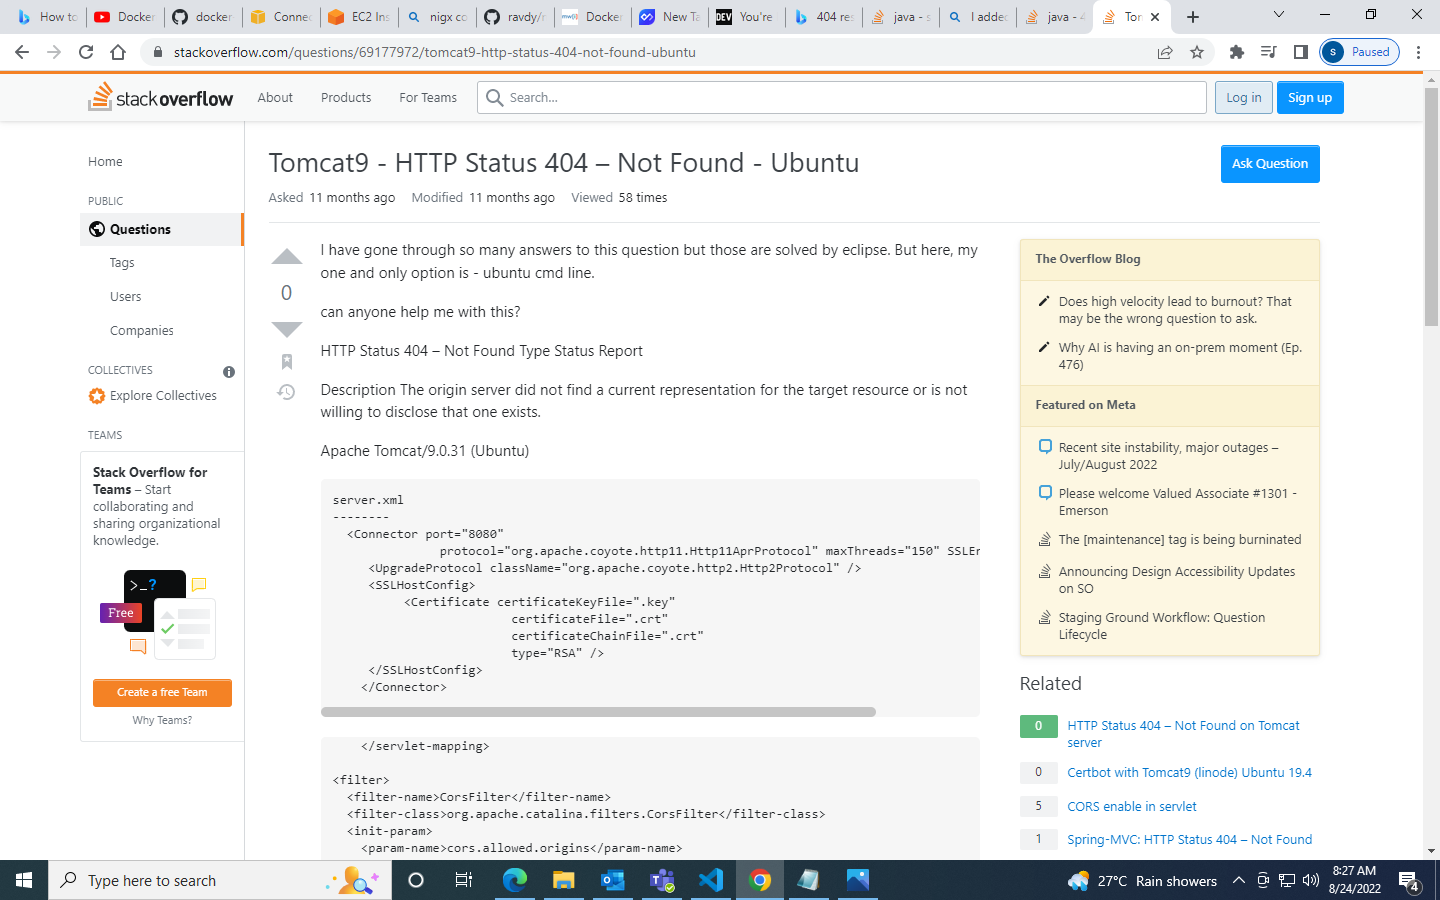 How to
Docker
docker
Connec
EC2 Ins
nigx co
ravdy/r
Docker
New Ta
You're
404 res
java - s
I added
java - 4
Tom
stackoverflow.com/questions/69177972/tomcat9-http-status-404-not-found-ubuntu
s
Paused
stackoverflow
About
Products
For Teams
Search...
Log in
Sign up
Home
PUBLIC
Questions
Tags
Users
Companies
COLLECTIVES
Explore Collectives
TEAMS
Stack Overflow for
Teams – Start
collaborating and
sharing organizational
knowledge.
>_?
Free
Create a free Team
Why Teams?
Tomcat9 - HTTP Status 404 – Not Found - Ubuntu
Ask Question
Asked 11 months ago Modified 11 months ago Viewed 58 times
0
I have gone through so many answers to this question but those are solved by eclipse. But here, my
one and only option is - ubuntu cmd line.
can anyone help me with this?
HTTP Status 404 – Not Found Type Status Report
Description The origin server did not find a current representation for the target resource or is not
willing to disclose that one exists.
Apache Tomcat/9.0.31 (Ubuntu)
server.xml
--------
<Connector port="8080"
protocol="org.apache.coyote.http11.Http11AprProtocol" maxThreads="150" SSLEr
<UpgradeProtocol className="org.apache.coyote.http2.Http2Protocol" />
<SSLHostConfig>
<Certificate certificateKeyFile=".key"
certificateFile=".crt"
certificateChainFile=".crt"
type="RSA" />
</SSLHostConfig>
</Connector>
</servlet-mapping>
<filter>
<filter-name>CorsFilter</filter-name>
<filter-class>org.apache.catalina.filters.CorsFilter</filter-class>
<init-param>
<param-name>cors.allowed.origins</param-name>
The Overflow Blog
Does high velocity lead to burnout? That
may be the wrong question to ask.
Why AI is having an on-prem moment (Ep.
476)
Featured on Meta
Recent site instability, major outages –
July/August 2022
Please welcome Valued Associate #1301 -
Emerson
The [maintenance] tag is being burninated
Announcing Design Accessibility Updates
on SO
Staging Ground Workflow: Question
Lifecycle
Related
0 HTTP Status 404 – Not Found on Tomcat
server
0 Certbot with Tomcat9 (linode) Ubuntu 19.4
5 CORS enable in servlet
1 Spring-MVC: HTTP Status 404 – Not Found
Type here to search
27°C Rain showers
8:27 AM
8/24/2022
4